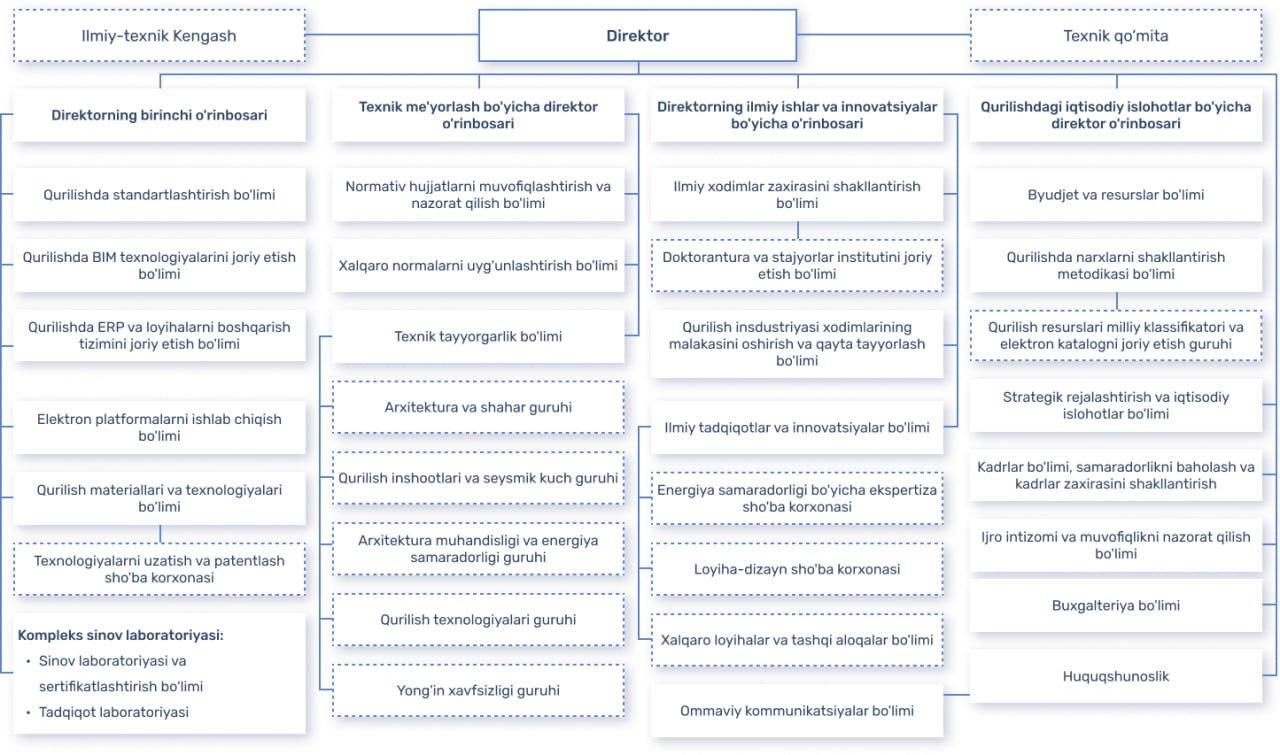 Ilmiy-texnik Kengash
Direktor
Texnik qo‘mita
Direktorning birinchi o'rinbosari
Qurilishda standartlashtirish bo'limi
Qurilishda BIM texnologiyalarini joriy etish
bo'limi
Qurilishda ERP va loyihalarni boshqarish
tizimini joriy etish bo'limi
Elektron platformalarni ishlab chiqish
bo'limi
Qurilish materiallari va texnologiyalari
bo‘limi
Texnologiyalarni uzatish va patentlash
sho'ba korxonasi
Kompleks sinov laboratoriyasi:
• Sinov laboratoriyasi va
sertifikatlashtirish bo‘limi
• Tadqiqot laboratoriyasi
Texnik me'yorlash bo'yicha direktor
o'rinbosari
Normativ hujjatlarni muvofiqlashtirish va
nazorat qilish bo'limi
Xalqaro normalarni uyg'unlashtirish bo'limi
Texnik tayyorgarlik bo'limi
Arxitektura va shahar guruhi
Qurilish inshootlari va seysmik kuch guruhi
Arxitektura muhandisligi va energiya
samaradorligi guruhi
Qurilish texnologiyalari guruhi
Yong'in xavfsizligi guruhi
Direktorning ilmiy ishlar va innovatsiyalar
bo'yicha o'rinbosari
Ilmiy xodimlar zaxirasini shakllantirish
bo'limi
Doktorantura va stajyorlar institutini joriy
etish bo'limi
Qurilish insdustriyasi xodimlarining
malakasini oshirish va qayta tayyorlash
bo'limi
Ilmiy tadqiqotlar va innovatsiyalar bo'limi
Energiya samaradorligi bo'yicha ekspertiza
sho'ba korxonasi
Loyiha-dizayn sho'ba korxonasi
Xalqaro loyihalar va tashqi aloqalar bo'limi
Ommaviy kommunikatsiyalar bo'limi
Qurilishdagi iqtisodiy islohotlar bo'yicha
direktor o'rinbosari
Byudjet va resurslar bo'limi
Qurilishda narxlarni shakllantirish
metodikasi bo'limi
Qurilish resurslari milliy klassifikatori va
elektron katalogni joriy etish guruhi
Strategik rejalashtirish va iqtisodiy
islohotlar bo'limi
Kadrlar bo'limi, samaradorlikni baholash va
kadrlar zaxirasini shakllantirish
Ijro intizomi va muvofiqlikni nazorat qilish
bo'limi
Buxgalteriya bo'limi
Huquqshunoslik